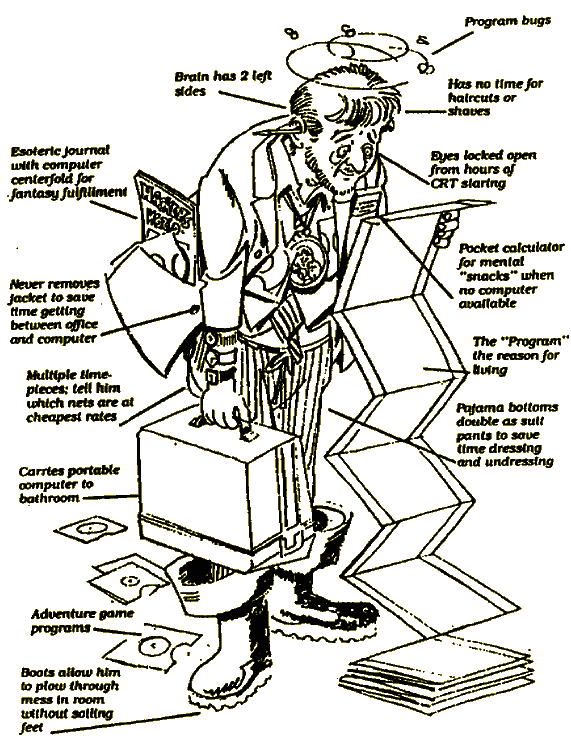 Program bugs
Brain has 2 left
sides
Has no time for
haircuts or
shaves
Esoteric journal
with computer
centerfold for
fantasy fulfillment
Eyes locked open
from hours of
CRT staring
Pocket calculator
for mental
"snacks" when
no computer
available
Never removes
jacket to save
time getting
between office
and computer
The "Program"
the reason for
living
Multiple time-
pieces; tell him
which nets are at
cheapest rates
Pajama bottoms
double as suit
pants to save
time dressing
and undressing
Carries portable
computer to
bathroom
Adventure game
programs
Boots allow him
to plow through
mess in room
without soiling
feet